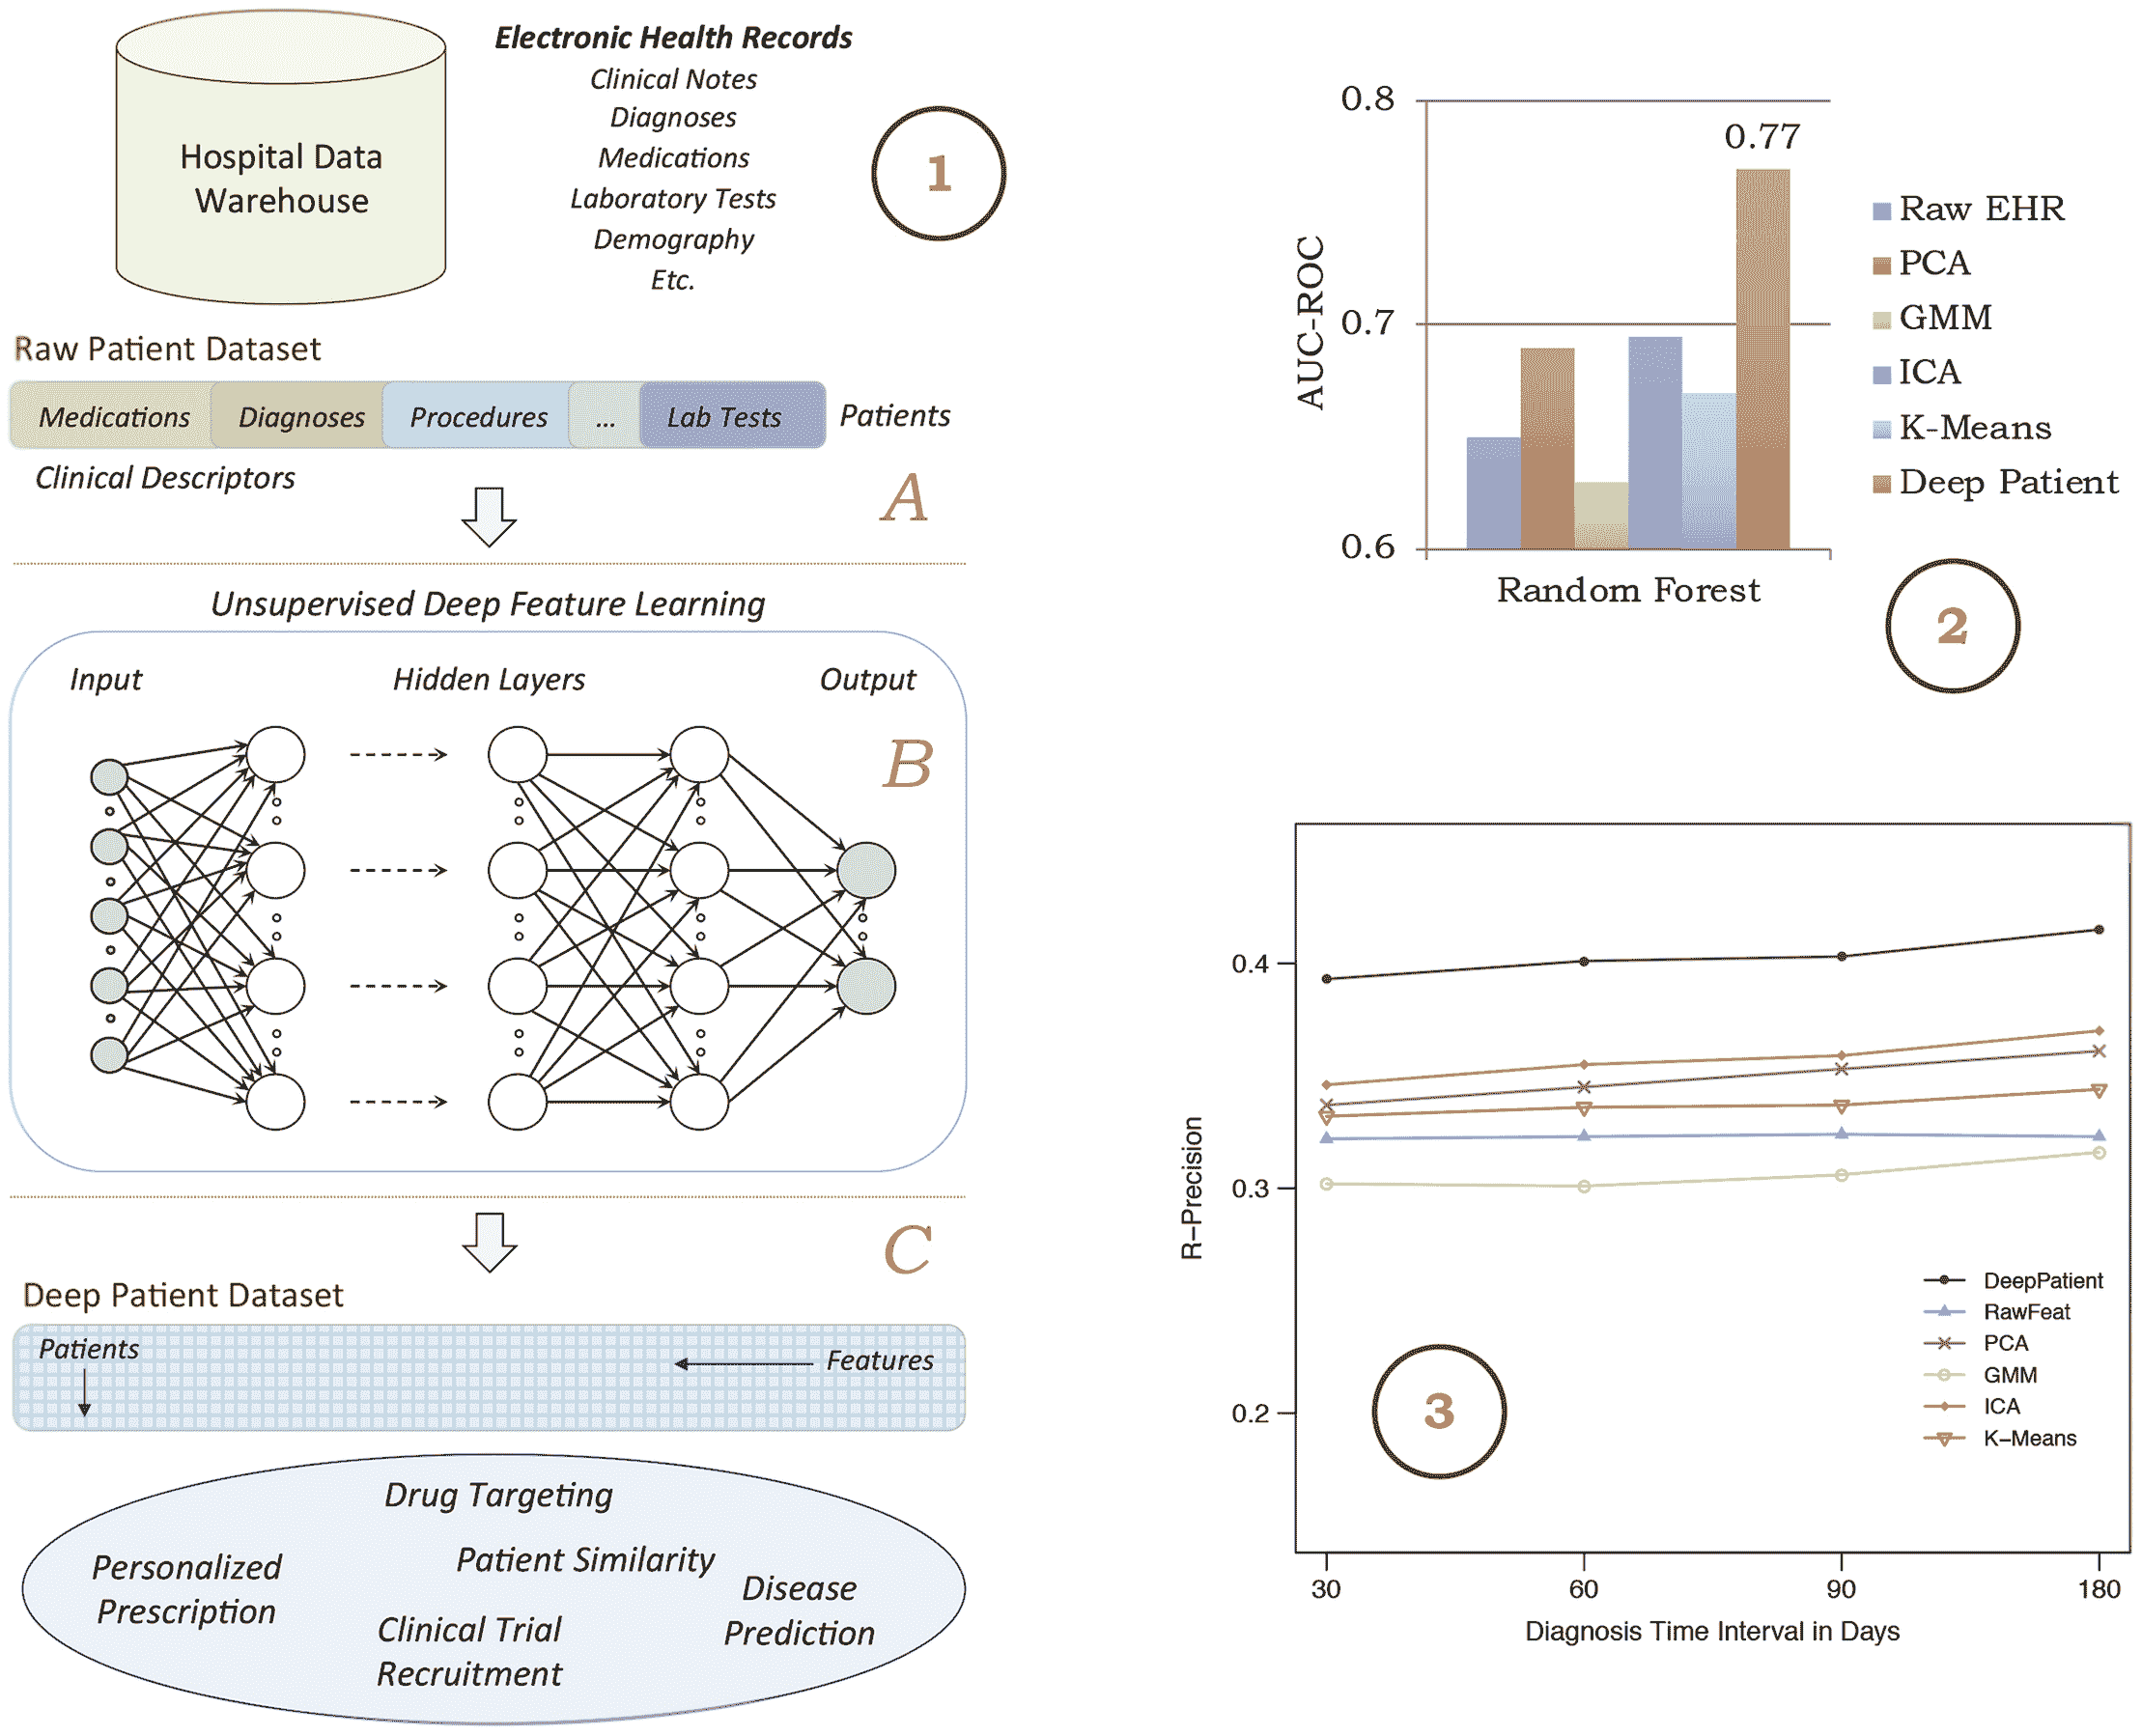 Electronic Health Records
Clinical Notes
Diagnoses
Medications
Laboratory Tests
Demography
Etc.
Hospital Data
Warehouse
1
Raw Patient Dataset
Medications Diagnoses Procedures ... Lab Tests Patients
Clinical Descriptors
A
Unsupervised Deep Feature Learning
Input Hidden Layers Output
B
C
Deep Patient Dataset
Patients
Features
Drug Targeting
Personalized
Prescription
Patient Similarity
Disease
Prediction
Clinical Trial
Recruitment
0.8
0.7
0.6
AUC-ROC
0.77
Random Forest
Raw EHR
PCA
GMM
ICA
K-Means
Deep Patient
2
R−Precision
0.4
0.3
0.2
DeepPatient
RawFeat
PCA
GMM
ICA
K−Means
3
30 60 90 180
Diagnosis Time Interval in Days